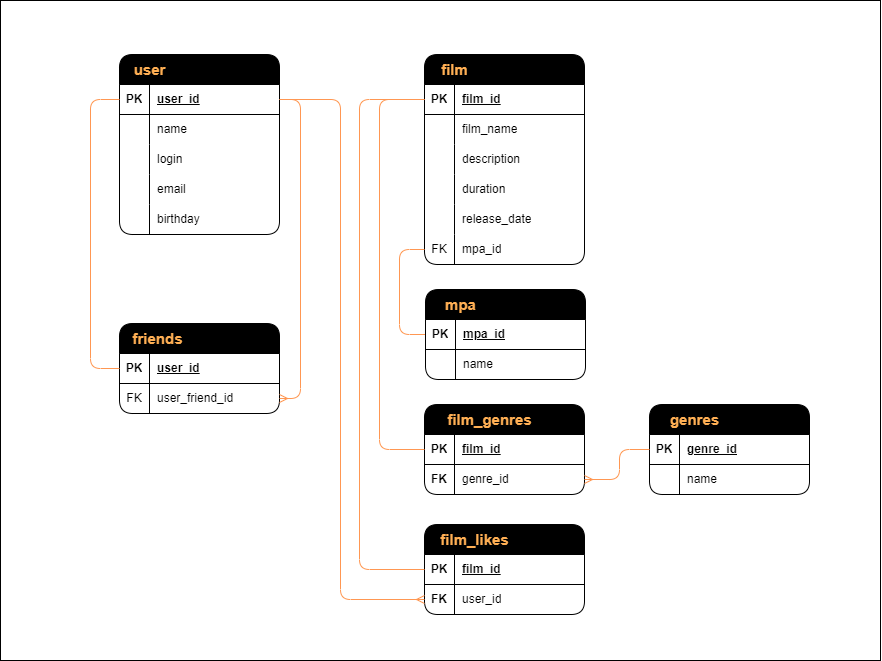 user
PK user_id
name
login
email
birthday
friends
PK user_id
FK user_friend_id
film
PK film_id
film_name
description
duration
release_date
FK mpa_id
mpa
PK mpa_id
name
film_genres
PK film_id
FK genre_id
genres
PK genre_id
name
film_likes
PK film_id
FK user_id